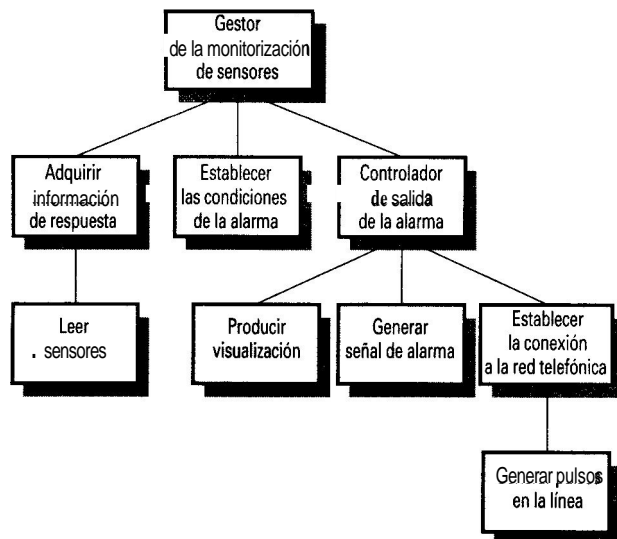 Gestor
de la monitorización
de sensores
Adquirir
información
de respuesta
Establecer
las condiciones
de la alarma
Controlador
de salida
de la alarma
Leer
sensores
Producir
visualización
Generar
señal de alarma
Establecer
la conexión
a la red telefónica
Generar pulsos
en la línea